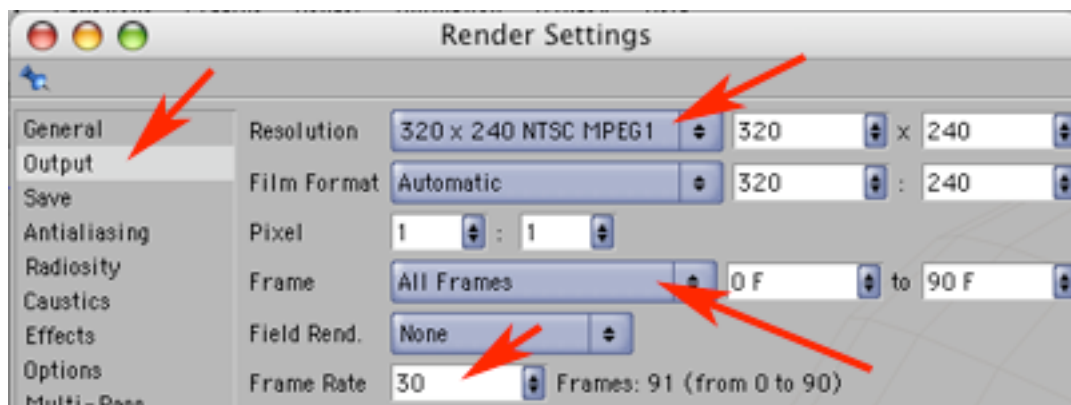 Render Settings
General
Output
Save
Antialiasing
Radiosity
Caustics
Effects
Options
Multi-Pass
Resolution 320 x 240 NTSC MPEG1 320 x 240
Film Format Automatic 320 : 240
Pixel 1 : 1
Frame All Frames 0 F to 90 F
Field Rend. None
Frame Rate 30 Frames: 91 (from 0 to 90)